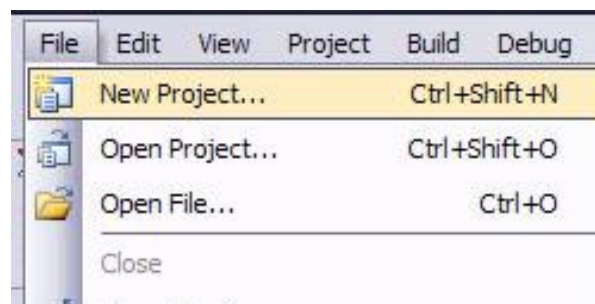 File Edit View Project Build Debug
New Project... Ctrl+Shift+N
Open Project... Ctrl+Shift+O
Open File... Ctrl+O
Close